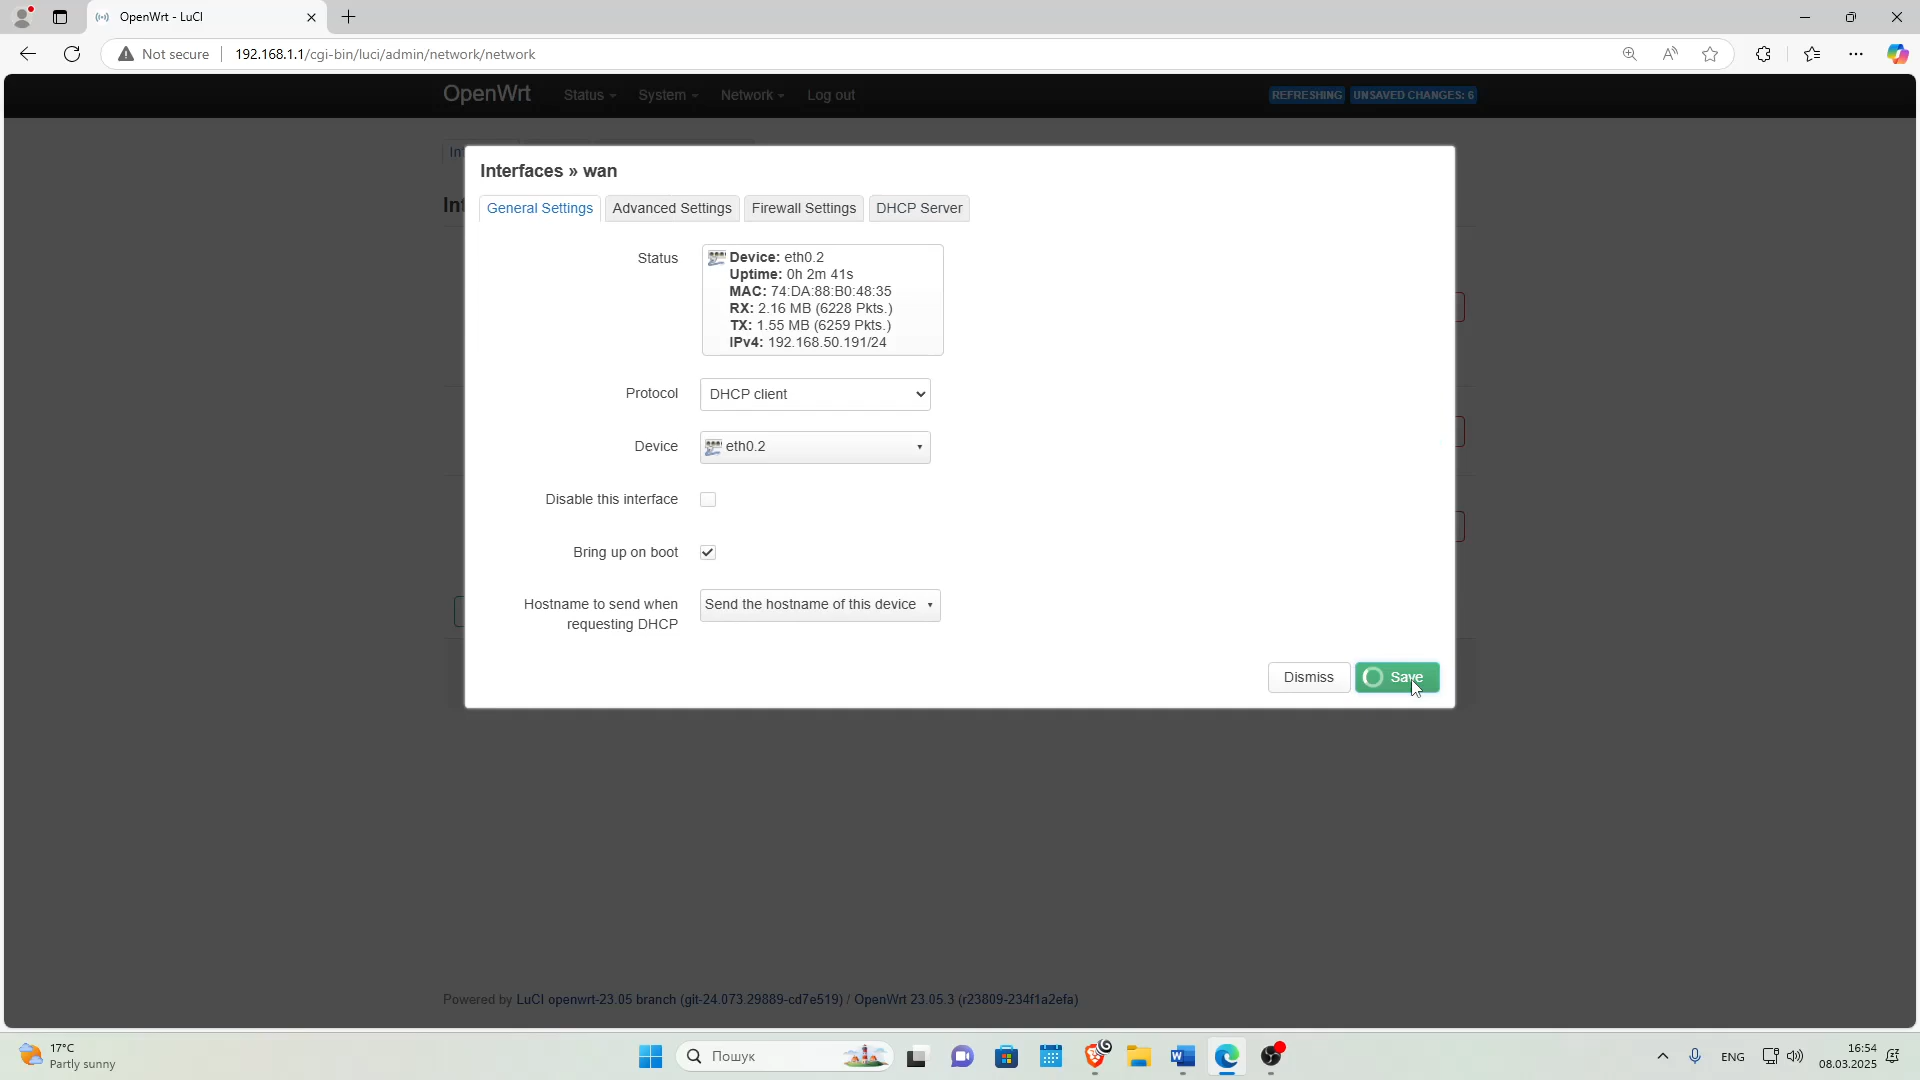 OpenWrt - LuCI
Not secure
192.168.1.1/cgi-bin/luci/admin/network/network
OpenWrt
Status
System
Network
Log out
REFRESHING
UNSAVED CHANGES: 6
Interfaces » wan
General Settings
Advanced Settings
Firewall Settings
DHCP Server
Status
Device: eth0.2
Uptime: 0h 2m 41s
MAC: 74:DA:88:B0:48:35
RX: 2.16 MB (6228 Pkts.)
TX: 1.55 MB (6259 Pkts.)
IPv4: 192.168.50.191/24
Protocol
DHCP client
Device
eth0.2
Disable this interface
Bring up on boot
Hostname to send when
requesting DHCP
Send the hostname of this device
Dismiss
Save
Powered by LuCI openwrt-23.05 branch (git-24.073.29889-cd7e519) / OpenWrt 23.05.3 (r23809-234f1a2efa)
17°C
Partly sunny
Пошук
ENG
16:54
08.03.2025